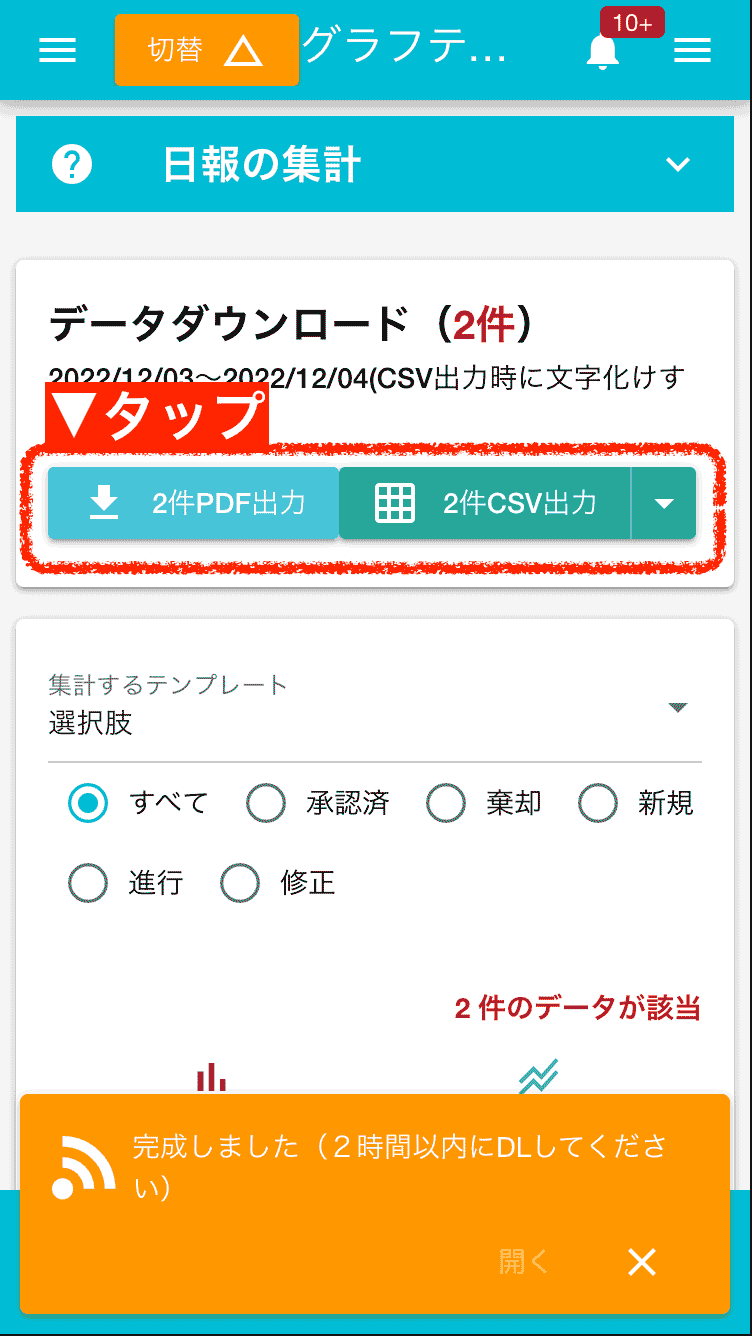 切替
グラフテ...
10+
日報の集計
データダウンロード（2件）
2022/12/03〜2022/12/04(CSV出力時に文字化けす
▼タップ
2件PDF出力
2件CSV出力
集計するテンプレート
選択肢
すべて 承認済 棄却 新規
進行 修正
2 件のデータが該当
完成しました（２時間以内にDLしてくださ
い）
開く